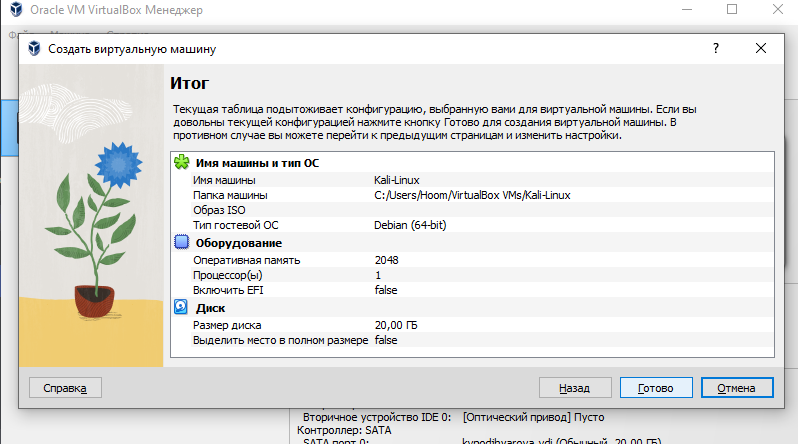 Oracle VM VirtualBox Менеджер
Создать виртуальную машину
?
Итог
Текущая таблица подытоживает конфигурацию, выбранную вами для виртуальной машины. Если вы
довольны текущей конфигурацией нажмите кнопку Готово для создания виртуальной машины. В
противном случае вы можете перейти к предыдущим страницам и изменить настройки.
Имя машины и тип ОС
Имя машины Kali-Linux
Папка машины C:/Users/Hoom/VirtualBox VMs/Kali-Linux
Образ ISO
Тип гостевой ОС Debian (64-bit)
Оборудование
Оперативная память 2048
Процессор(ы) 1
Включить EFI false
Диск
Размер диска 20,00 ГБ
Выделить место в полном размере false
Справка Назад Готово Отмена
Вторичное устройство IDE 0: [Оптический привод] Пусто
Контроллер: SATA
SATA порт 0: (Обычный, 20,00 ГБ)